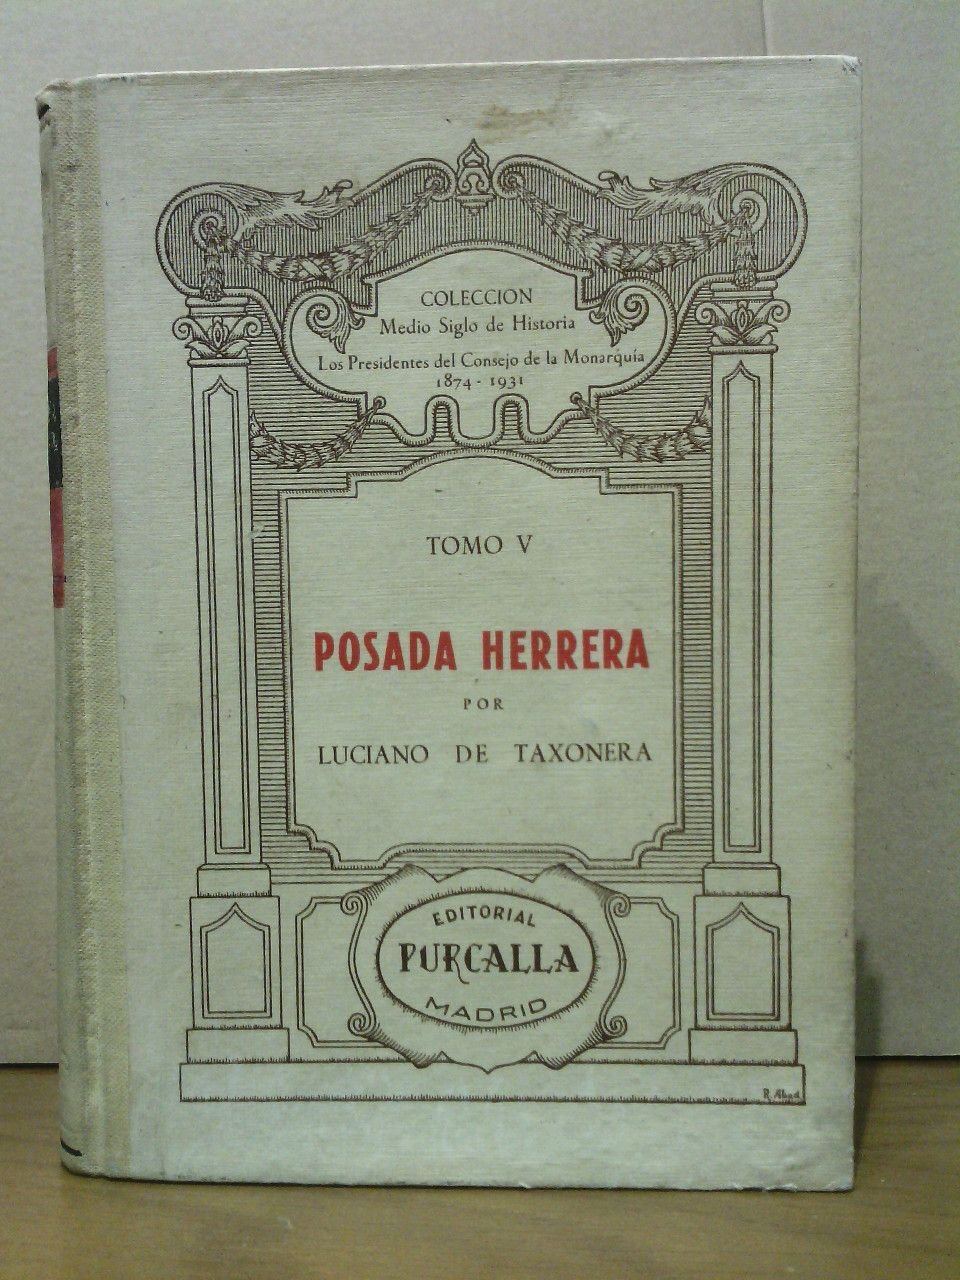 COLECCION
Medio Siglo de Historia
Los Presidentes del Consejo de la Monarquía
1874 - 1931
TOMO V
POSADA HERRERA
POR
LUCIANO DE TAXONERA
EDITORIAL
PURCALLA
MADRID
R. Abad